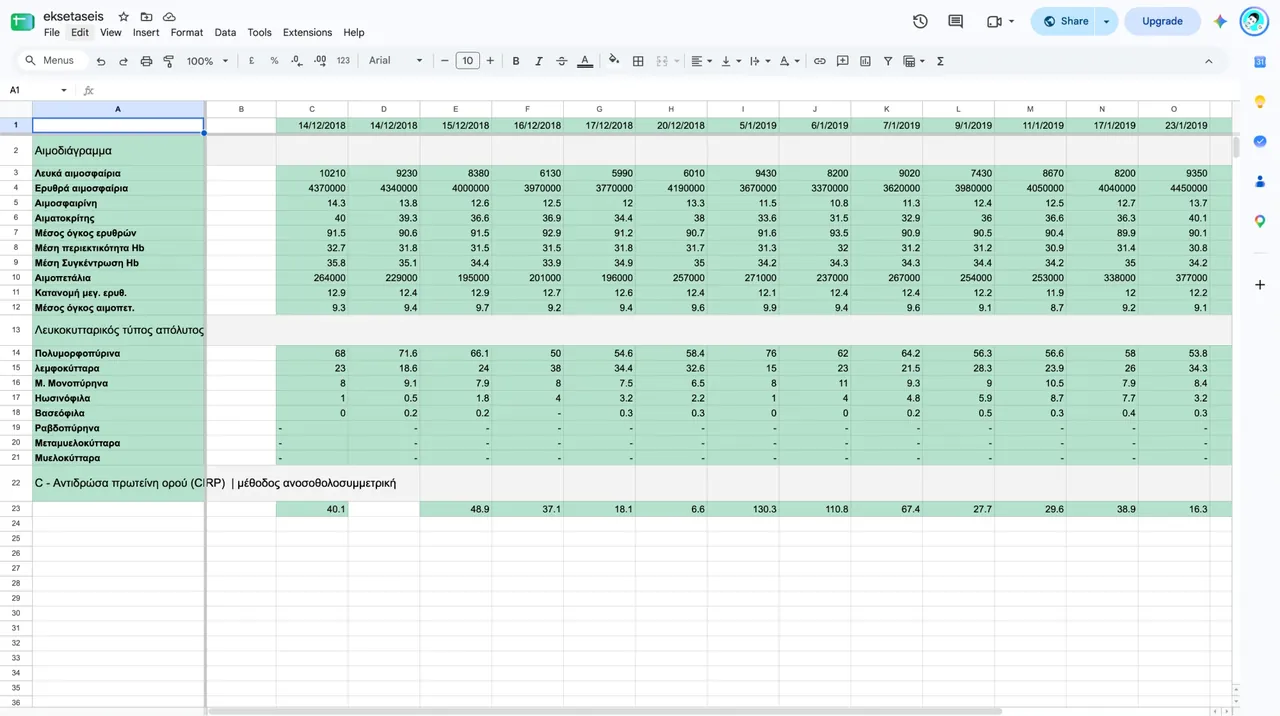 eksetaseis
File Edit View Insert Format Data Tools Extensions Help
Share Upgrade
Menus 100% £ % .0 .00 123 Arial − 10 + B I A Σ
A1 fx
A B C D E F G H I J K L M N O
1 14/12/2018 14/12/2018 15/12/2018 16/12/2018 17/12/2018 20/12/2018 5/1/2019 6/1/2019 7/1/2019 9/1/2019 11/1/2019 17/1/2019 23/1/2019
2 Αιμοδιάγραμμα
3 Λευκά αιμοσφαίρια 10210 9230 8380 6130 5990 6010 9430 8200 9020 7430 8670 8200 9350
4 Ερυθρά αιμοσφαίρια 4370000 4340000 4000000 3970000 3770000 4190000 3670000 3370000 3620000 3980000 4050000 4040000 4450000
5 Αιμοσφαιρίνη 14.3 13.8 12.6 12.5 12 13.3 11.5 10.8 11.3 12.4 12.5 12.7 13.7
6 Αιματοκρίτης 40 39.3 36.6 36.9 34.4 38 33.6 31.5 32.9 36 36.6 36.3 40.1
7 Μέσος όγκος ερυθρών 91.5 90.6 91.5 92.9 91.2 90.7 91.6 93.5 90.9 90.5 90.4 89.9 90.1
8 Μέση περιεκτικότητα Hb 32.7 31.8 31.5 31.5 31.8 31.7 31.3 32 31.2 31.2 30.9 31.4 30.8
9 Μέση Συγκέντρωση Hb 35.8 35.1 34.4 33.9 34.9 35 34.2 34.3 34.3 34.4 34.2 35 34.2
10 Αιμοπετάλια 264000 229000 195000 201000 196000 257000 271000 237000 267000 254000 253000 338000 377000
11 Κατανομή μεγ. ερυθ. 12.9 12.4 12.9 12.7 12.6 12.4 12.1 12.4 12.4 12.2 11.9 12 12.2
12 Μέσος όγκος αιμοπετ. 9.3 9.4 9.7 9.2 9.4 9.6 9.9 9.4 9.6 9.1 8.7 9.2 9.1
13 Λευκοκυτταρικός τύπος απόλυτος
14 Πολυμορφοπύρινα 68 71.6 66.1 50 54.6 58.4 76 62 64.2 56.3 56.6 58 53.8
15 λεμφοκύτταρα 23 18.6 24 38 34.4 32.6 15 23 21.5 28.3 23.9 26 34.3
16 Μ. Μονοπύρηνα 8 9.1 7.9 8 7.5 6.5 8 11 9.3 9 10.5 7.9 8.4
17 Ηωσινόφιλα 1 0.5 1.8 4 3.2 2.2 1 4 4.8 5.9 8.7 7.7 3.2
18 Βασεόφιλα 0 0.2 0.2 - 0.3 0.3 0 0 0.2 0.5 0.3 0.4 0.3
19 Ραβδοπύρηνα - - - - - - - - - - - - -
20 Μεταμυελοκύτταρα - - - - - - - - - - - - -
21 Μυελοκύτταρα - - - - - - - - - - - - -
22 C - Αντιδρώσα πρωτείνη ορού (CIRP) | μέθοδος ανοσοθολοσυμμετρική
23 40.1 48.9 37.1 18.1 6.6 130.3 110.8 67.4 27.7 29.6 38.9 16.3
24
25
26
27
28
29
30
31
32
33
34
35
36